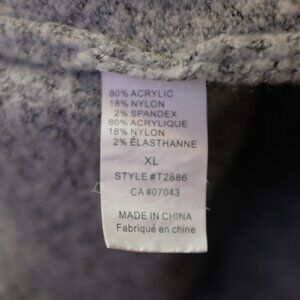 80% ACRYLIC
18% NYLON
2% SPANDEX
80% ACRYLIQUE
18% NYLON
2% ÉLASTHANNE
XL
STYLE #T2886
CA #07043
MADE IN CHINA
Fabriqué en chine